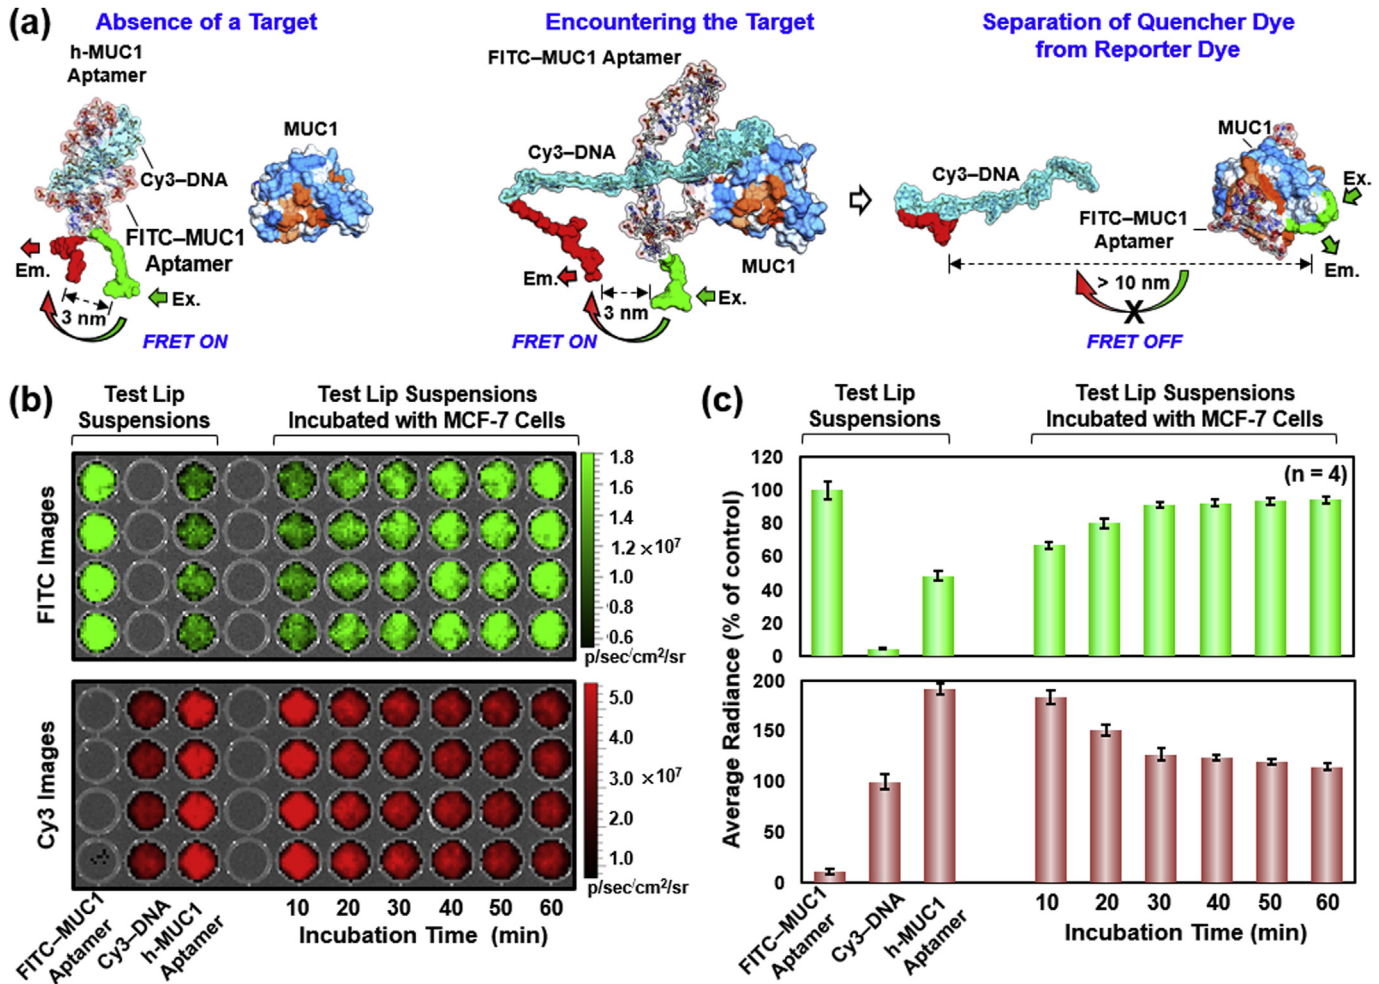 (a)
Absence of a Target
h-MUC1
Aptamer
MUC1
Cy3–DNA
FITC–MUC1
Aptamer
Em.
3 nm
Ex.
FRET ON
Encountering the Target
FITC–MUC1 Aptamer
Cy3–DNA
MUC1
Em.
3 nm
Ex.
FRET ON
Separation of Quencher Dye
from Reporter Dye
MUC1
Cy3–DNA
Ex.
FITC–MUC1
Aptamer
Em.
> 10 nm
X
FRET OFF
(b)
Test Lip
Suspensions
Test Lip Suspensions
Incubated with MCF-7 Cells
FITC Images
1.8
1.6
1.4
1.2 ×10⁷
1.0
0.8
0.6
p/sec/cm²/sr
Cy3 Images
5.0
4.0
3.0 ×10⁷
2.0
1.0
p/sec/cm²/sr
FITC–MUC1
Aptamer
Cy3–DNA
h-MUC1
Aptamer
10 20 30 40 50 60
Incubation Time (min)
(c)
Test Lip
Suspensions
Test Lip Suspensions
Incubated with MCF-7 Cells
(n = 4)
Average Radiance (% of control)
120
100
80
60
40
20
0
200
150
100
50
0
FITC–MUC1
Aptamer
Cy3–DNA
h-MUC1
Aptamer
10 20 30 40 50 60
Incubation Time (min)